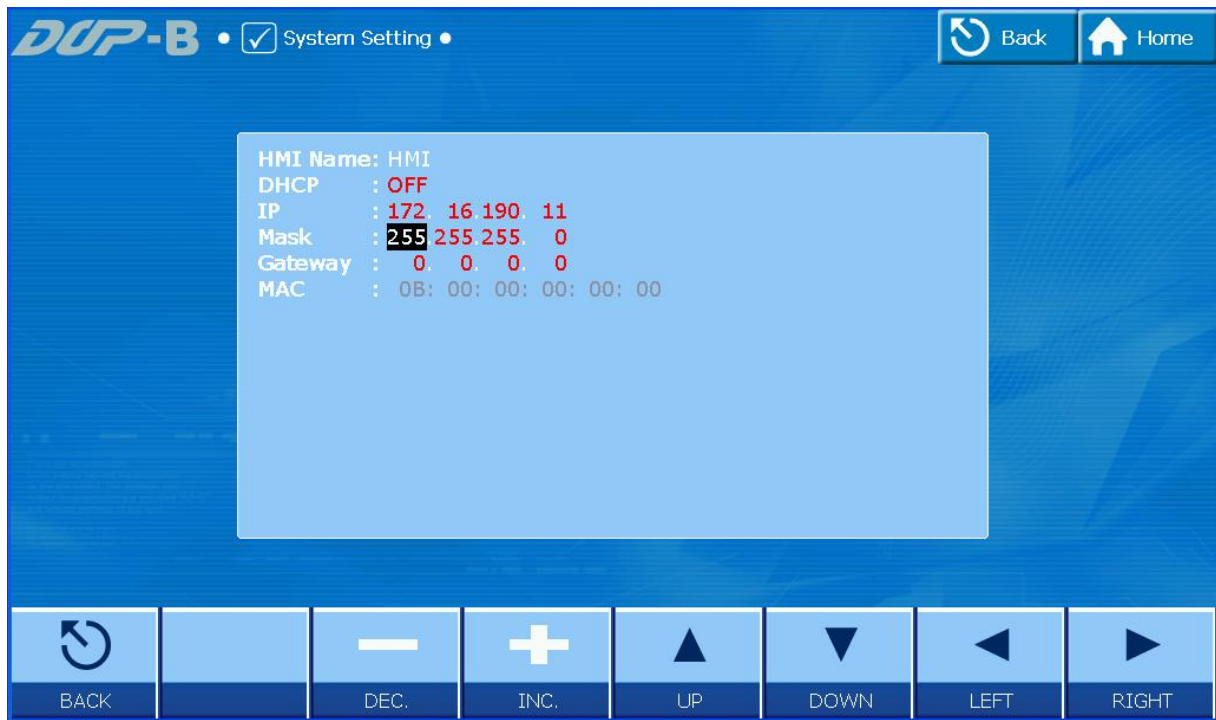 DOP-B • System Setting •
Back
Home
HMI Name: HMI
DHCP : OFF
IP : 172. 16.190. 11
Mask : 255.255.255. 0
Gateway : 0. 0. 0. 0
MAC : 0B: 00: 00: 00: 00: 00
BACK
DEC.
INC.
UP
DOWN
LEFT
RIGHT